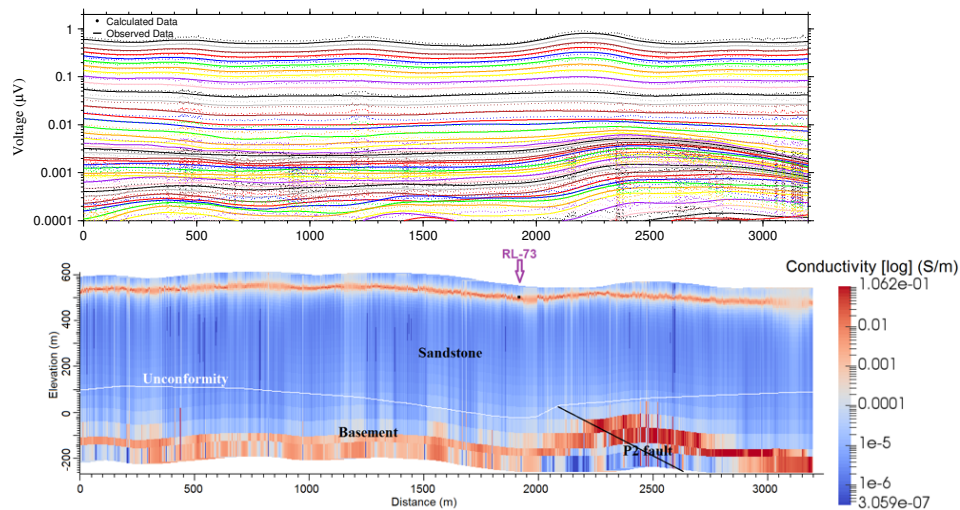 Calculated Data
Observed Data
Voltage (µV)
1
0.1
0.01
0.001
0.0001
0 500 1000 1500 2000 2500 3000
RL-73
Conductivity [log] (S/m)
1.062e-01
0.01
0.001
0.0001
1e-5
1e-6
3.059e-07
Elevation (m)
600
400
200
0
-200
Sandstone
Unconformity
Basement
P2 fault
0 500 1000 1500 2000 2500 3000
Distance (m)